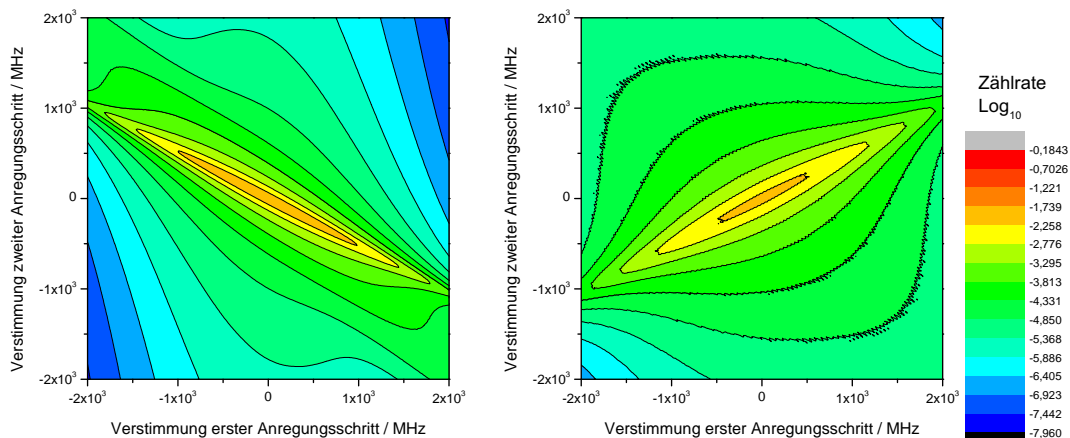 2x10³
1x10³
0
-1x10³
-2x10³
Verstimmung zweiter Anregungsschritt / MHz
-2x10³ -1x10³ 0 1x10³ 2x10³
Verstimmung erster Anregungsschritt / MHz
2x10³
1x10³
0
-1x10³
-2x10³
Verstimmung zweiter Anregungsschritt / MHz
-2x10³ -1x10³ 0 1x10³ 2x10³
Verstimmung erster Anregungsschritt / MHz
Zählrate
Log₁₀
-0,1843
-0,7026
-1,221
-1,739
-2,258
-2,776
-3,295
-3,813
-4,331
-4,850
-5,368
-5,886
-6,405
-6,923
-7,442
-7,960